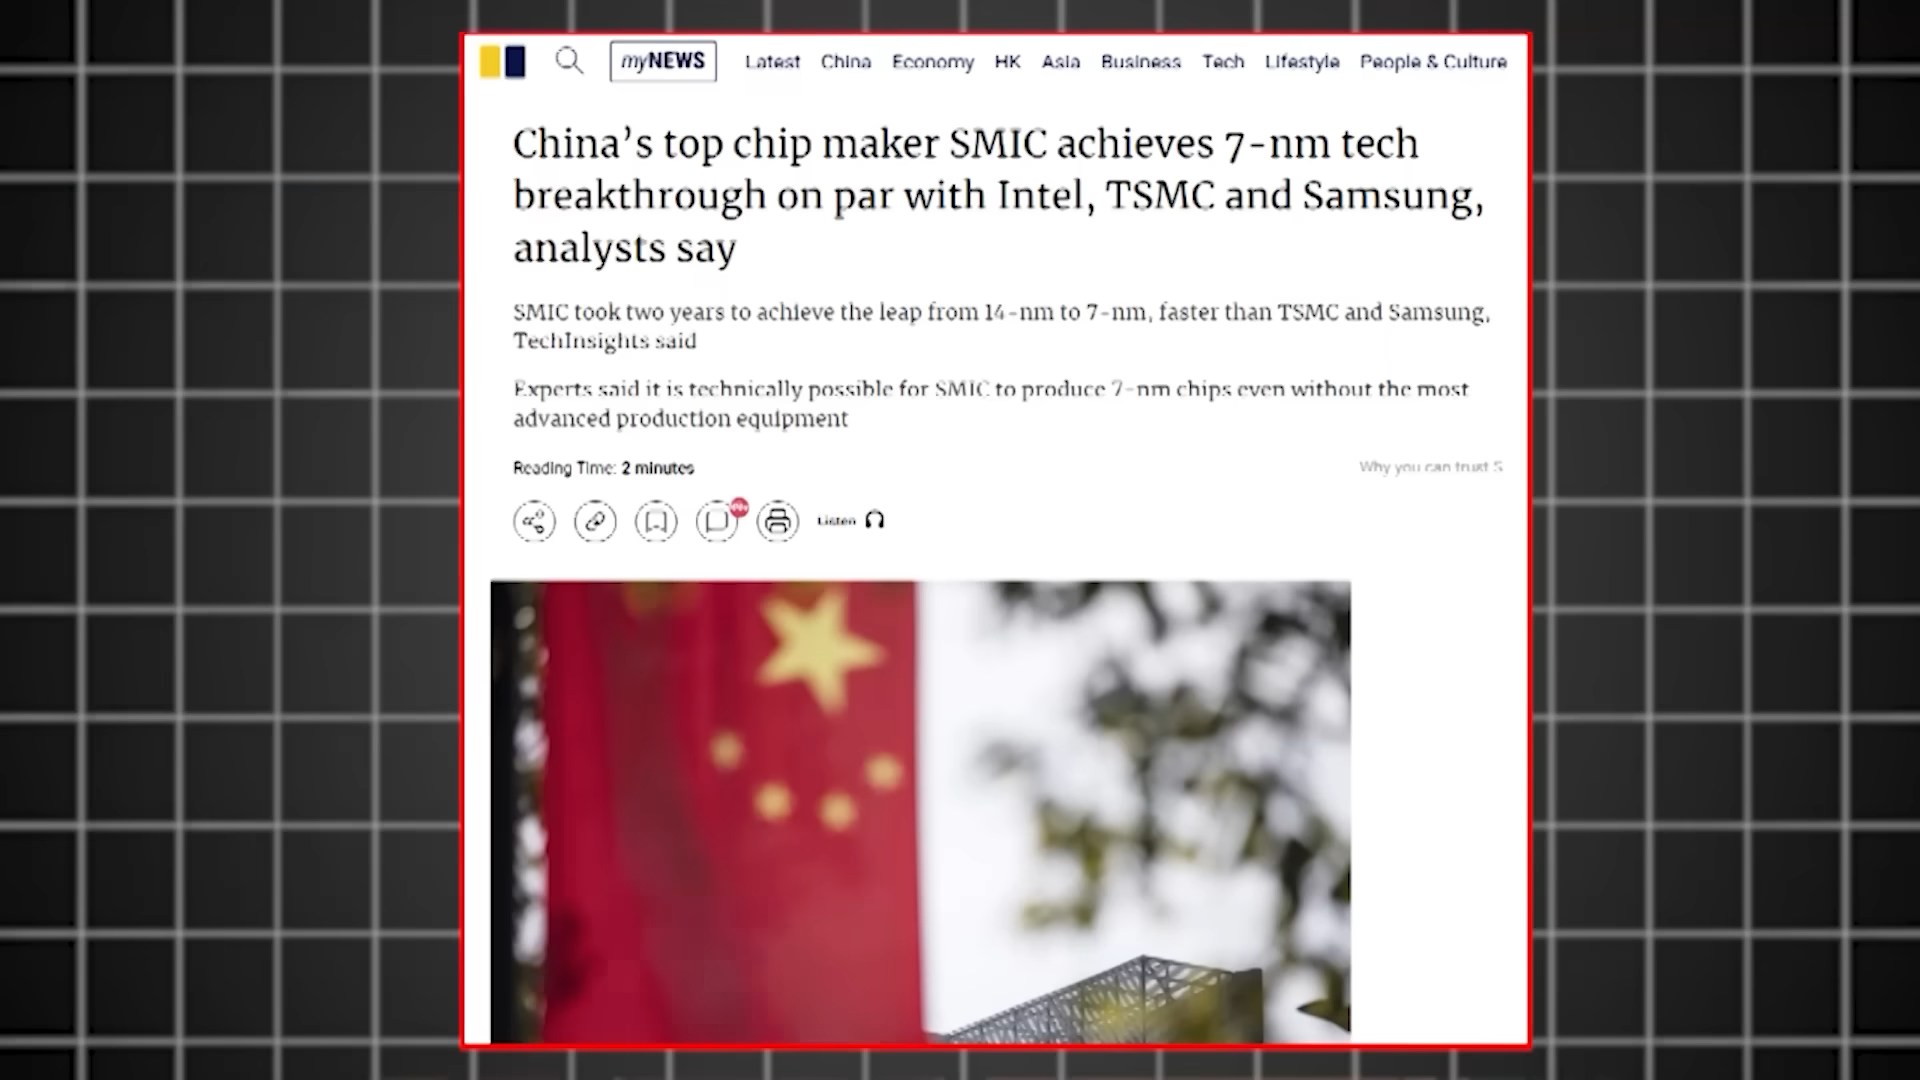 myNEWS Latest China Economy HK Asia Business Tech Lifestyle People & Culture
China’s top chip maker SMIC achieves 7-nm tech
breakthrough on par with Intel, TSMC and Samsung,
analysts say
SMIC took two years to achieve the leap from 14-nm to 7-nm, faster than TSMC and Samsung,
TechInsights said
Experts said it is technically possible for SMIC to produce 7-nm chips even without the most
advanced production equipment
Reading Time: 2 minutes
Why you can trust S
Listen